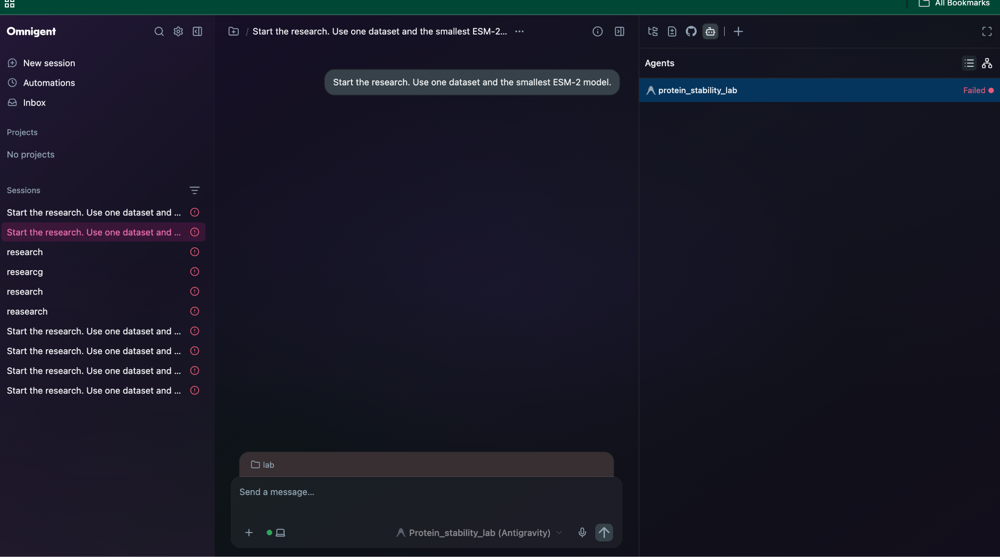 All Bookmarks
Omnigent
New session
Automations
Inbox
Projects
No projects
Sessions
Start the research. Use one dataset and ...
Start the research. Use one dataset and ...
research
researcg
research
reasearch
Start the research. Use one dataset and ...
Start the research. Use one dataset and ...
Start the research. Use one dataset and ...
Start the research. Use one dataset and ...
/ Start the research. Use one dataset and the smallest ESM-2...
Start the research. Use one dataset and the smallest ESM-2 model.
lab
Send a message...
Protein_stability_lab (Antigravity)
Agents
protein_stability_lab Failed